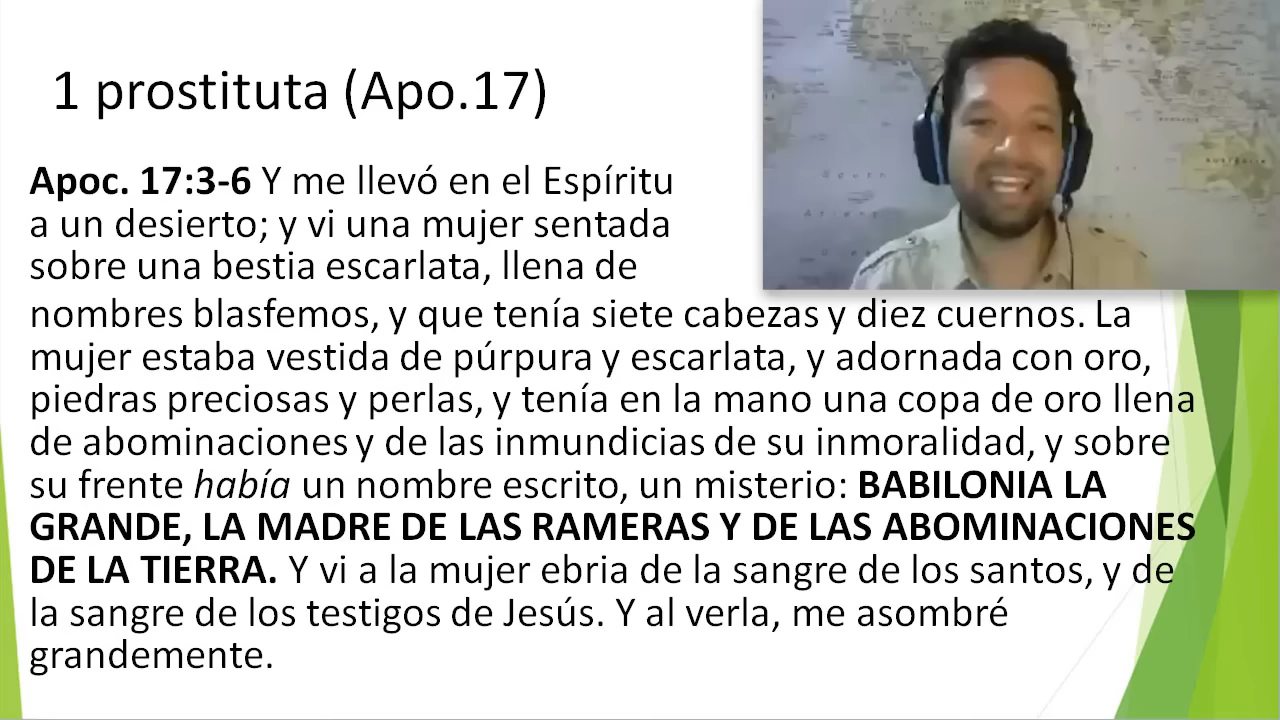 1 prostituta (Apo.17)
Apoc. 17:3-6 Y me llevó en el Espíritu
a un desierto; y vi una mujer sentada
sobre una bestia escarlata, llena de
nombres blasfemos, y que tenía siete cabezas y diez cuernos. La
mujer estaba vestida de púrpura y escarlata, y adornada con oro,
piedras preciosas y perlas, y tenía en la mano una copa de oro llena
de abominaciones y de las inmundicias de su inmoralidad, y sobre
su frente había un nombre escrito, un misterio: BABILONIA LA
GRANDE, LA MADRE DE LAS RAMERAS Y DE LAS ABOMINACIONES
DE LA TIERRA. Y vi a la mujer ebria de la sangre de los santos, y de
la sangre de los testigos de Jesús. Y al verla, me asombré
grandemente.